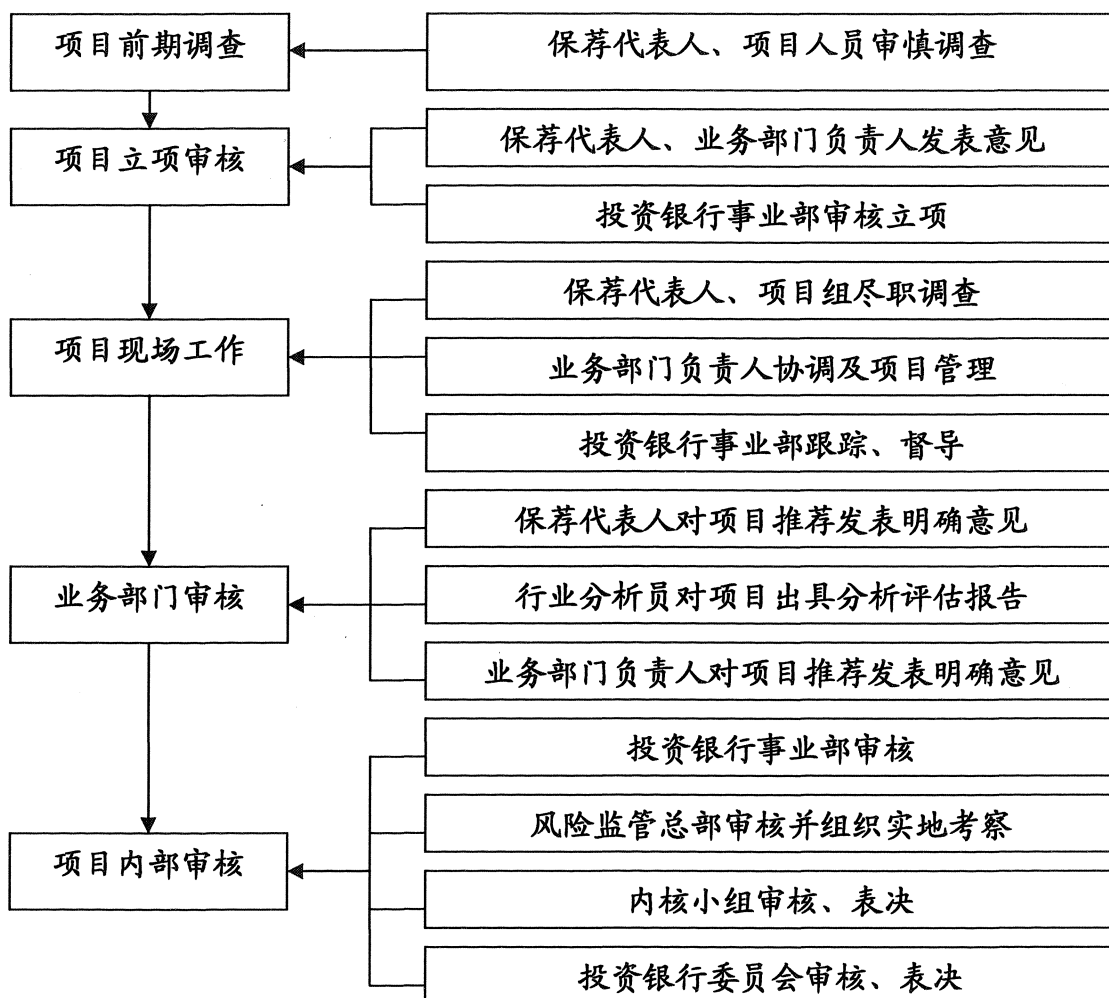 项目前期调查
保荐代表人、项目人员审慎调查
项目立项审核
保荐代表人、业务部门负责人发表意见
投资银行事业部审核立项
项目现场工作
保荐代表人、项目组尽职调查
业务部门负责人协调及项目管理
投资银行事业部跟踪、督导
业务部门审核
保荐代表人对项目推荐发表明确意见
行业分析员对项目出具分析评估报告
业务部门负责人对项目推荐发表明确意见
项目内部审核
投资银行事业部审核
风险监管总部审核并组织实地考察
内核小组审核、表决
投资银行委员会审核、表决